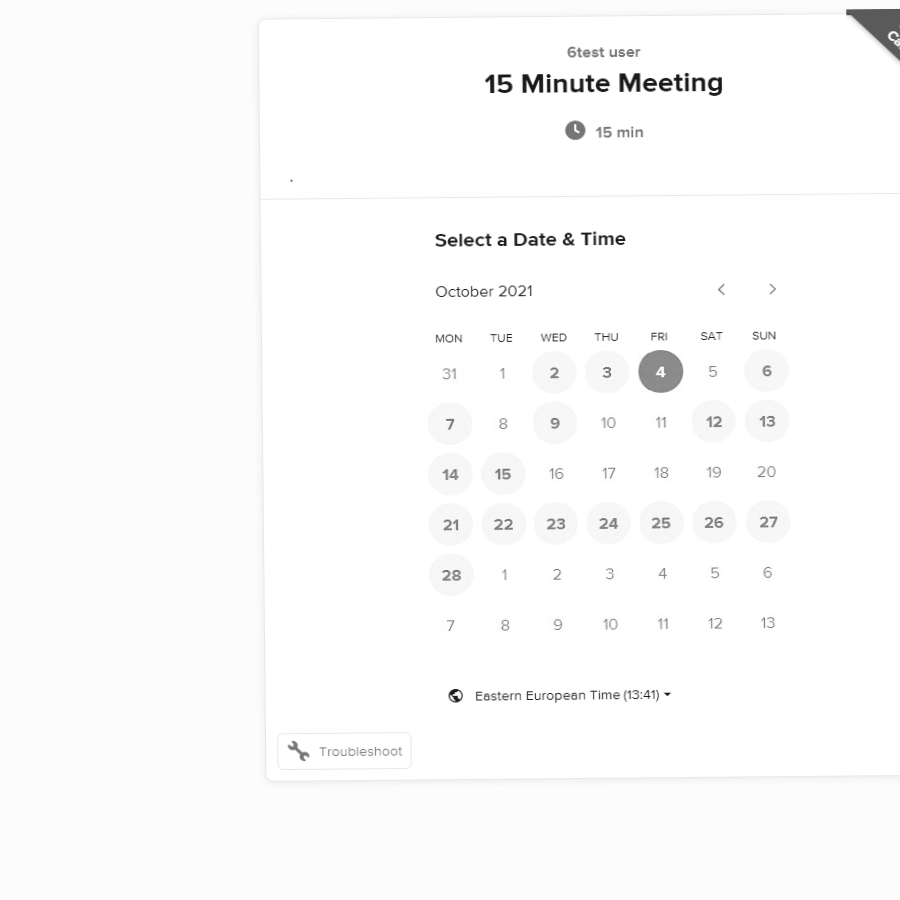 6test user
15 Minute Meeting
15 min
.
Select a Date & Time
October 2021
MON TUE WED THU FRI SAT SUN
31 1 2 3 4 5 6
7 8 9 10 11 12 13
14 15 16 17 18 19 20
21 22 23 24 25 26 27
28 1 2 3 4 5 6
7 8 9 10 11 12 13
Eastern European Time (13:41)
Troubleshoot